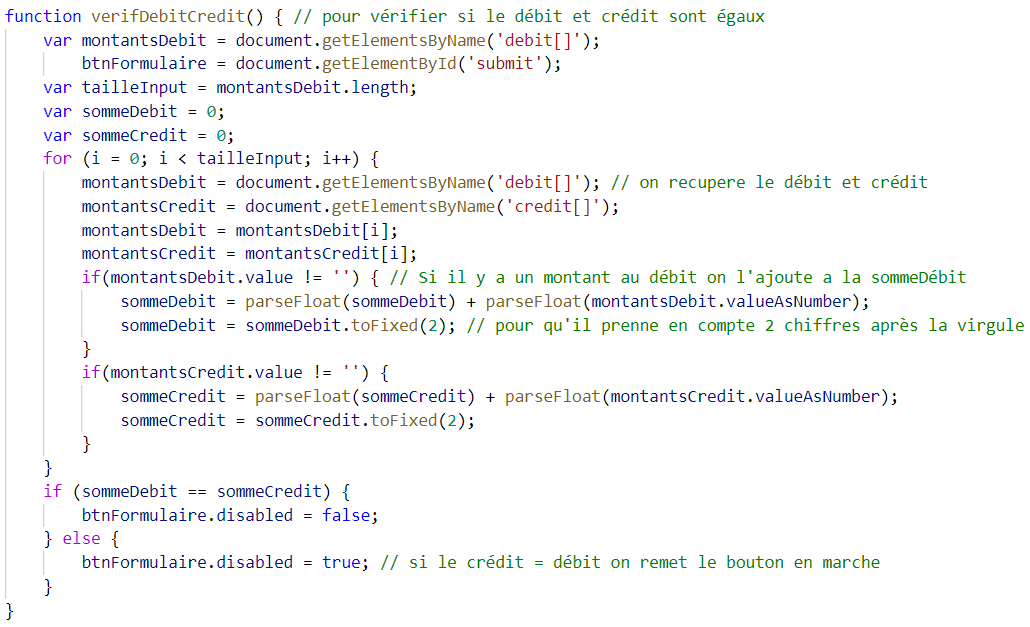 function verifDebitCredit() { // pour vérifier si le débit et crédit sont égaux
    var montantsDebit = document.getElementsByName('debit[]');
        btnFormulaire = document.getElementById('submit');
    var tailleInput = montantsDebit.length;
    var sommeDebit = 0;
    var sommeCredit = 0;
    for (i = 0; i < tailleInput; i++) {
        montantsDebit = document.getElementsByName('debit[]'); // on recupere le débit et crédit
        montantsCredit = document.getElementsByName('credit[]');
        montantsDebit = montantsDebit[i];
        montantsCredit = montantsCredit[i];
        if(montantsDebit.value != '') { // Si il y a un montant au débit on l'ajoute a la sommeDébit
            sommeDebit = parseFloat(sommeDebit) + parseFloat(montantsDebit.valueAsNumber);
            sommeDebit = sommeDebit.toFixed(2); // pour qu'il prenne en compte 2 chiffres après la virgule
        }
        if(montantsCredit.value != '') {
            sommeCredit = parseFloat(sommeCredit) + parseFloat(montantsCredit.valueAsNumber);
            sommeCredit = sommeCredit.toFixed(2);
        }
    }
    if (sommeDebit == sommeCredit) {
        btnFormulaire.disabled = false;
    } else {
        btnFormulaire.disabled = true; // si le crédit = débit on remet le bouton en marche
    }
}